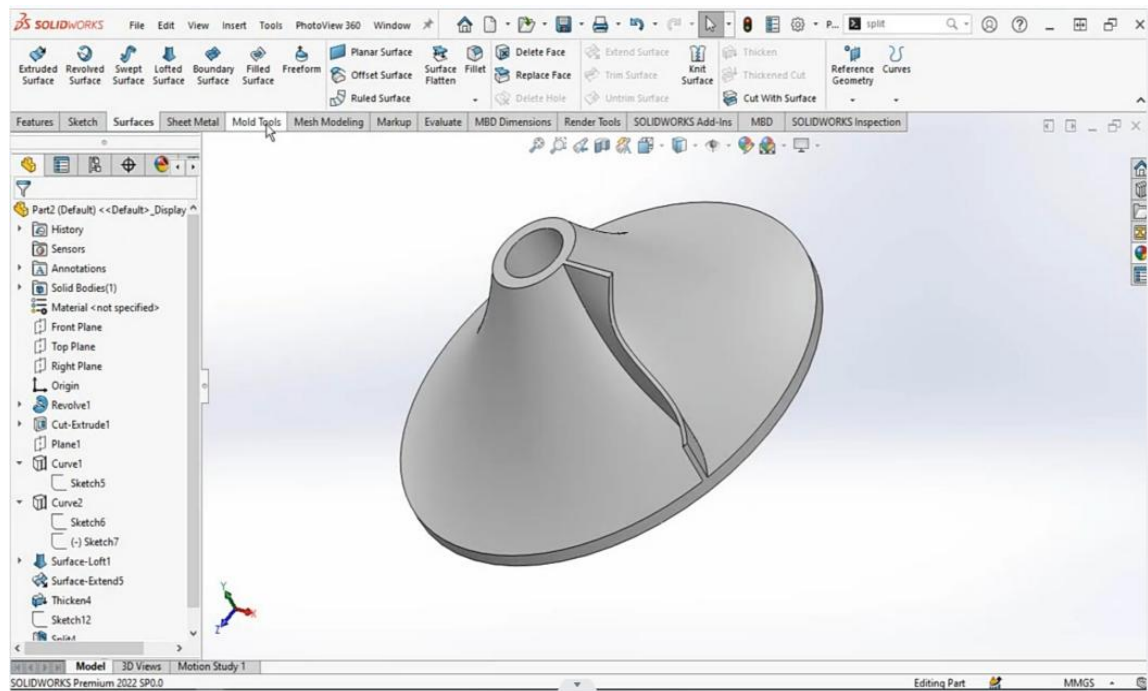 3S SOLIDWORKS File Edit View Insert Tools PhotoView 360 Window P... split
Extruded Surface Revolved Surface Swept Surface Lofted Surface Boundary Surface Filled Surface Freeform
Planar Surface
Offset Surface
Ruled Surface
Surface Flatten Fillet
Delete Face
Replace Face
Delete Hole
Extend Surface
Trim Surface
Untrim Surface
Knit Surface
Thicken
Thickened Cut
Cut With Surface
Reference Geometry Curves
Features Sketch Surfaces Sheet Metal Mold Tools Mesh Modeling Markup Evaluate MBD Dimensions Render Tools SOLIDWORKS Add-Ins MBD SOLIDWORKS Inspection
Part2 (Default) <<Default>_Display
History
Sensors
Annotations
Solid Bodies(1)
Material <not specified>
Front Plane
Top Plane
Right Plane
Origin
Revolve1
Cut-Extrude1
Plane1
Curve1
Sketch5
Curve2
Sketch6
(-) Sketch7
Surface-Loft1
Surface-Extend5
Thicken4
Sketch12
Split4
Y
X
Z
Model 3D Views Motion Study 1
SOLIDWORKS Premium 2022 SP0.0 Editing Part MMGS